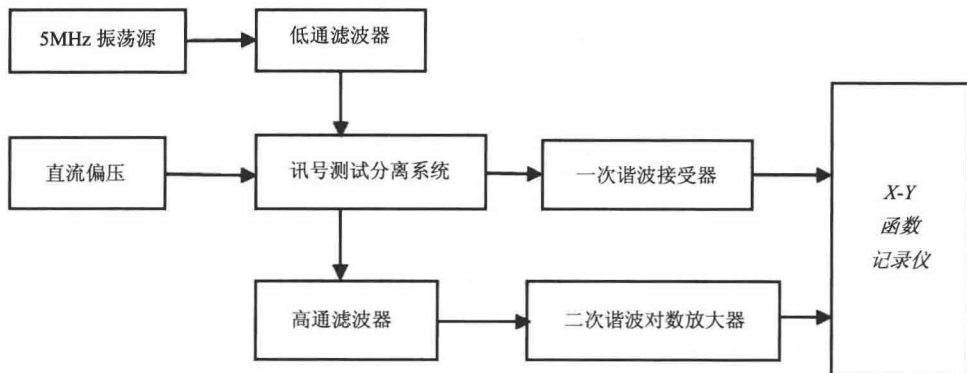 5MHz 振荡源
低通滤波器
直流偏压
讯号测试分离系统
一次谐波接受器
X-Y
函数
记录仪
高通滤波器
二次谐波对数放大器